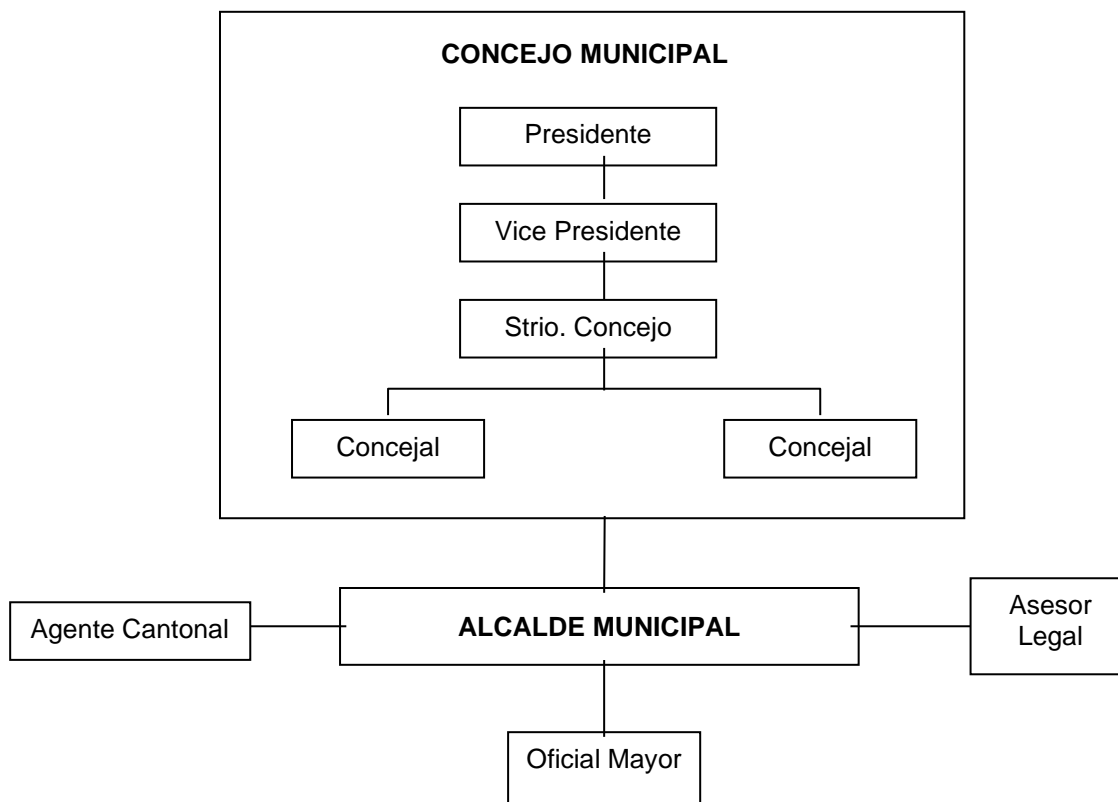 CONCEJO MUNICIPAL
Presidente
Vice Presidente
Strio. Concejo
Concejal
Concejal
Agente Cantonal
ALCALDE MUNICIPAL
Asesor
Legal
Oficial Mayor